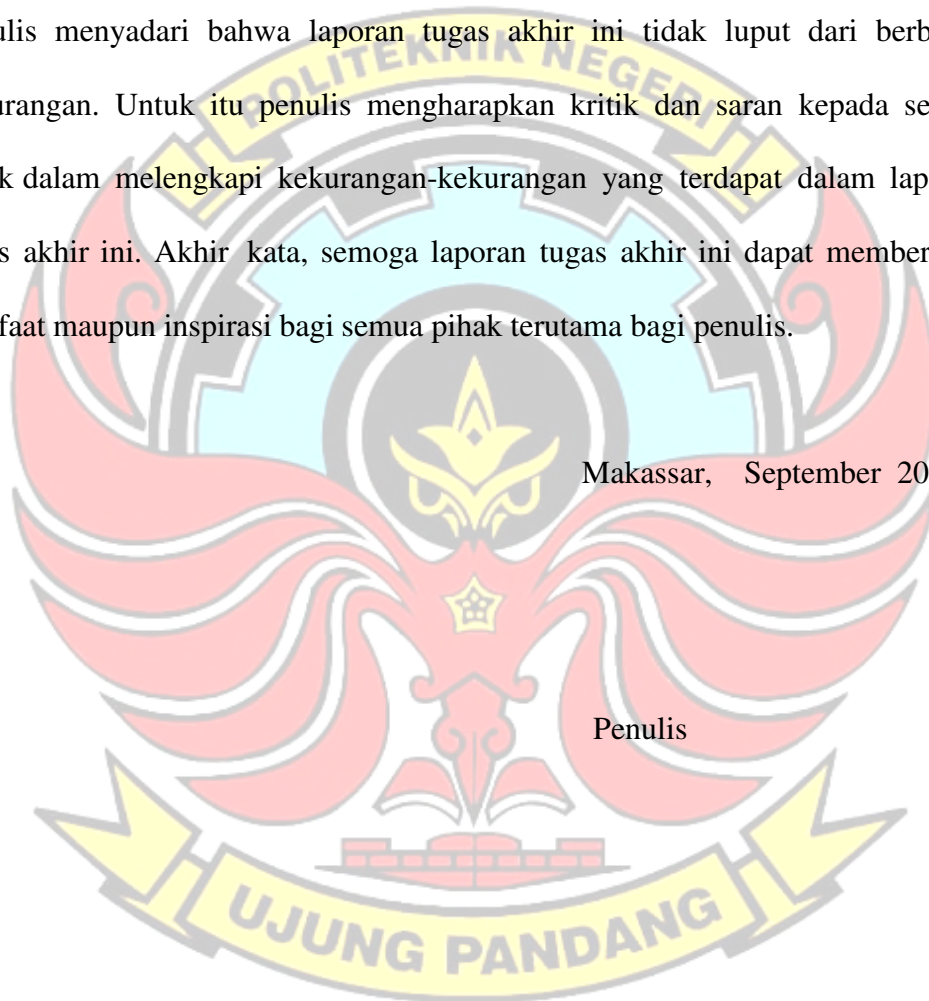 POLITEKNIK NEGERI
ulis menyadari bahwa laporan tugas akhir ini tidak luput dari berb
urangan. Untuk itu penulis mengharapkan kritik dan saran kepada se
k dalam melengkapi kekurangan-kekurangan yang terdapat dalam lap
s akhir ini. Akhir kata, semoga laporan tugas akhir ini dapat member
faat maupun inspirasi bagi semua pihak terutama bagi penulis.
Makassar, September 20
Penulis
UJUNG PANDANG